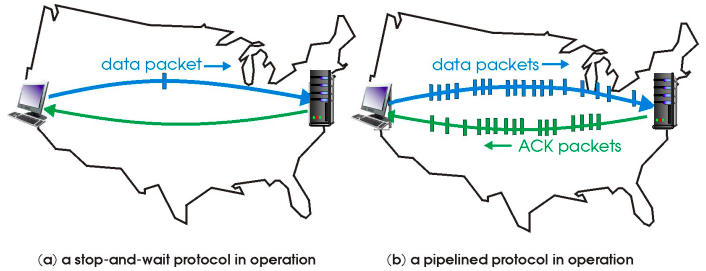 data packet
(a) a stop-and-wait protocol in operation
data packets
ACK packets
(b) a pipelined protocol in operation